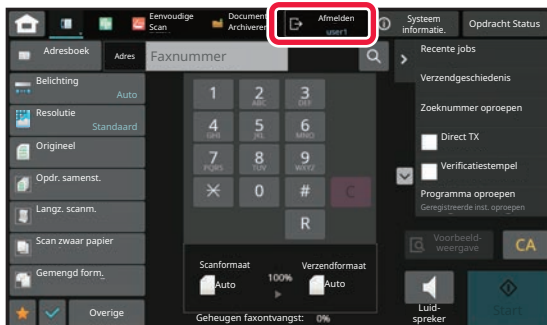 Eenvoudige Scan
Document Archiveren
Afmelden
user1
Systeem informatie.
Opdracht Status
Adresboek
Adres
Faxnummer
Recente jobs
Verzendgeschiedenis
Zoeknummer oproepen
Direct TX
Verificatiestempel
Programma oproepen
Geregistreerde inst. oproepen
Belichting
Auto
Resolutie
Standaard
Origineel
Opdr. samenst.
Langz. scanm.
Scan zwaar papier
Gemengd form.
Overige
1
2 ABC
3 DEF
4 GHI
5 JKL
6 MNO
7 PQRS
8 TUV
9 WXYZ
0
#
C
R
Scanformaat
Auto
100%
Verzendformaat
Auto
Geheugen faxontvangst: 0%
Voorbeeld-
weergave
CA
Luid-
spreker
Start